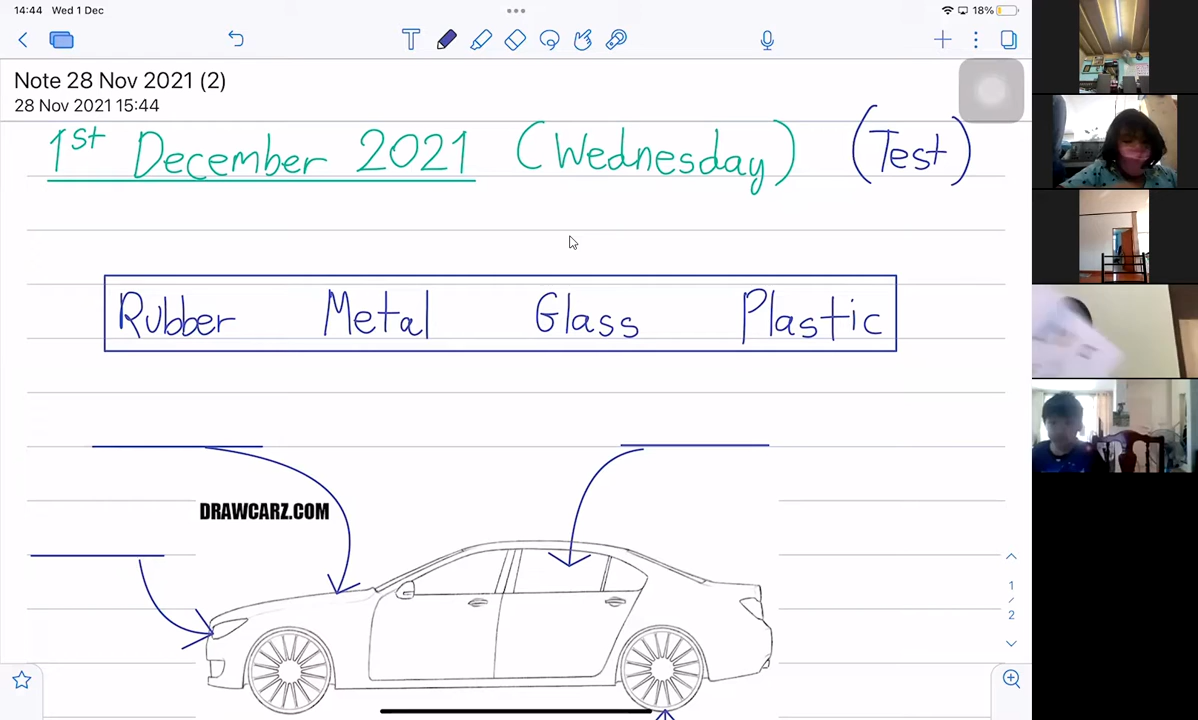 14:44 Wed 1 Dec
18%
Note 28 Nov 2021 (2)
28 Nov 2021 15:44
1st December 2021 (Wednesday) (Test)
Rubber Metal Glass Plastic
DRAWCARZ.COM
1
/
2